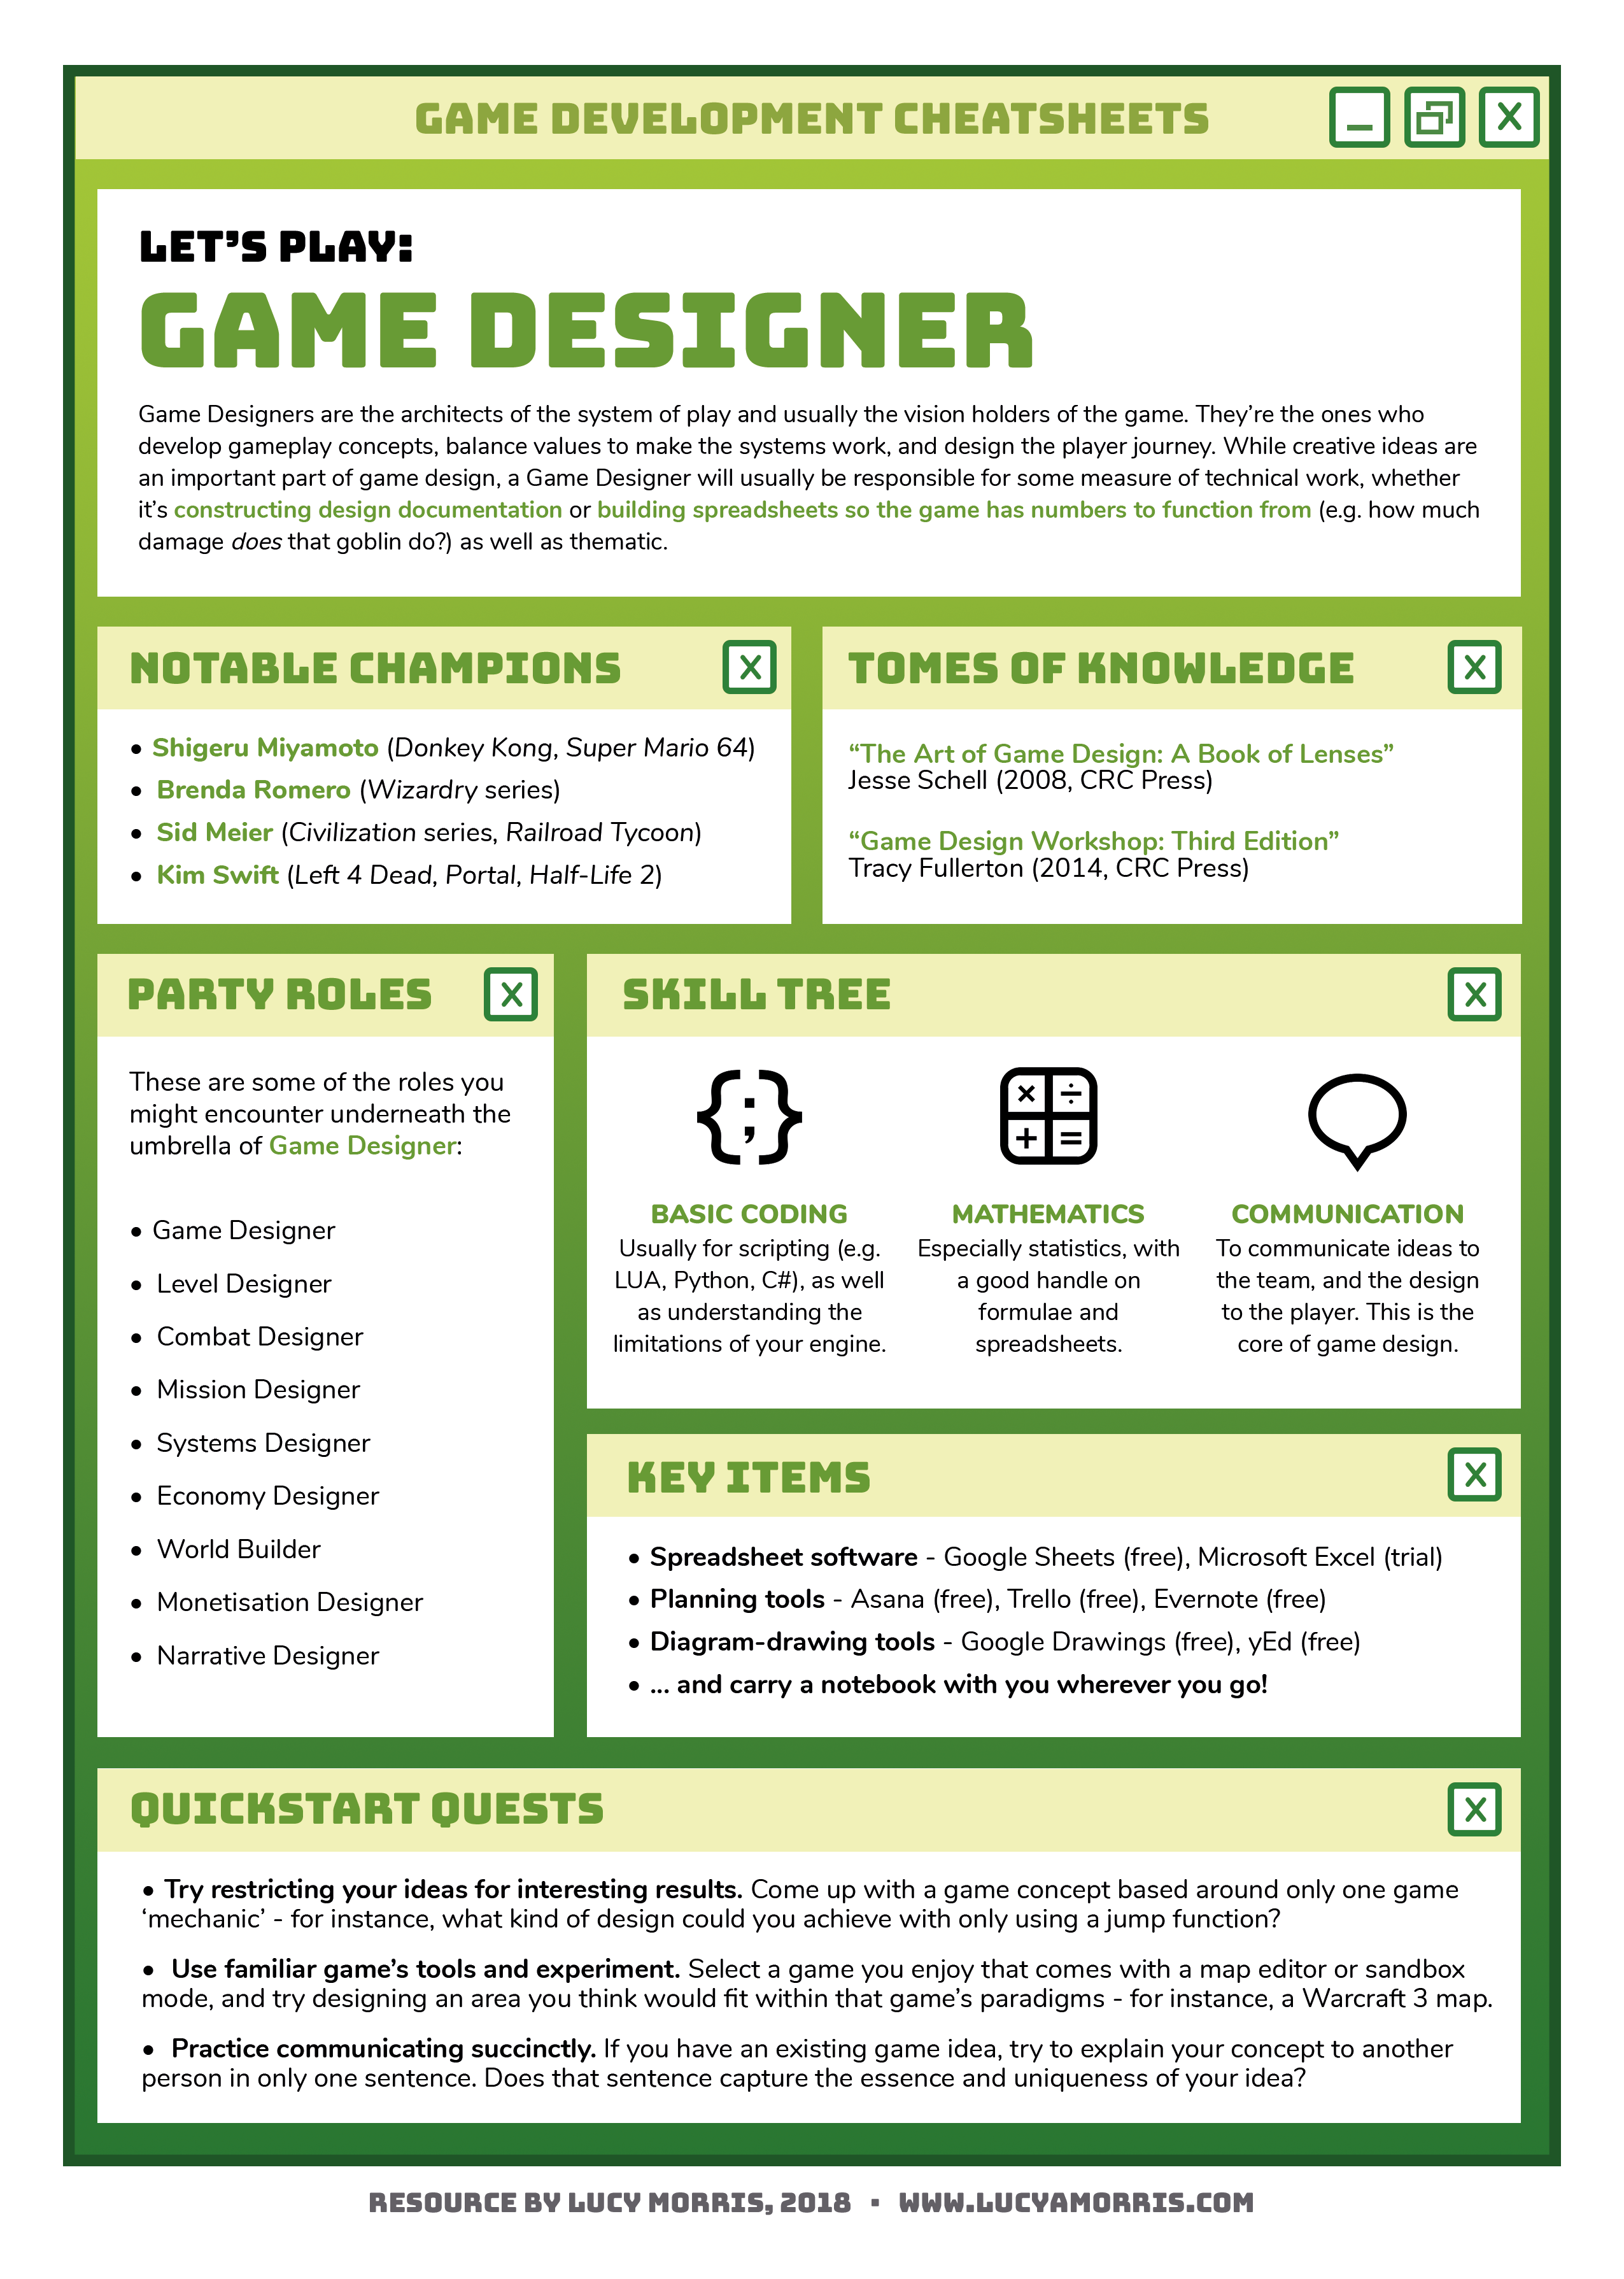 GAME DEVELOPMENT CHEATSHEETS
LET'S PLAY:
GAME DESIGNER
Game Designers are the architects of the system of play and usually the vision holders of the game. They're the ones who
develop gameplay concepts, balance values to make the systems work, and design the player journey. While creative ideas are
an important part of game design, a Game Designer will usually be responsible for some measure of technical work, whether
it's constructing design documentation or building spreadsheets so the game has numbers to function from (e.g. how much
damage does that goblin do?) as well as thematic.
NOTABLE CHAMPIONS X
• Shigeru Miyamoto (Donkey Kong, Super Mario 64)
• Brenda Romero (Wizardry series)
• Sid Meier (Civilization series, Railroad Tycoon)
• Kim Swift (Left 4 Dead, Portal, Half-Life 2)
TOMES OF KNOWLEDGE X
“The Art of Game Design: A Book of Lenses”
Jesse Schell (2008, CRC Press)
“Game Design Workshop: Third Edition”
Tracy Fullerton (2014, CRC Press)
PARTY ROLES X
These are some of the roles you
might encounter underneath the
umbrella of Game Designer:
• Game Designer
• Level Designer
• Combat Designer
• Mission Designer
• Systems Designer
• Economy Designer
• World Builder
• Monetisation Designer
• Narrative Designer
SKILL TREE X
BASIC CODING
Usually for scripting (e.g.
LUA, Python, C#), as well
as understanding the
limitations of your engine.
MATHEMATICS
Especially statistics, with
a good handle on
formulae and
spreadsheets.
COMMUNICATION
To communicate ideas to
the team, and the design
to the player. This is the
core of game design.
KEY ITEMS X
• Spreadsheet software - Google Sheets (free), Microsoft Excel (trial)
• Planning tools - Asana (free), Trello (free), Evernote (free)
• Diagram-drawing tools - Google Drawings (free), yEd (free)
• ... and carry a notebook with you wherever you go!
QUICKSTART QUESTS X
• Try restricting your ideas for interesting results. Come up with a game concept based around only one game
‘mechanic’ - for instance, what kind of design could you achieve with only using a jump function?
• Use familiar game's tools and experiment. Select a game you enjoy that comes with a map editor or sandbox
mode, and try designing an area you think would fit within that game's paradigms - for instance, a Warcraft 3 map.
• Practice communicating succinctly. If you have an existing game idea, try to explain your concept to another
person in only one sentence. Does that sentence capture the essence and uniqueness of your idea?
RESOURCE BY LUCY MORRIS, 2018 · WWW.LUCYAMORRIS.COM